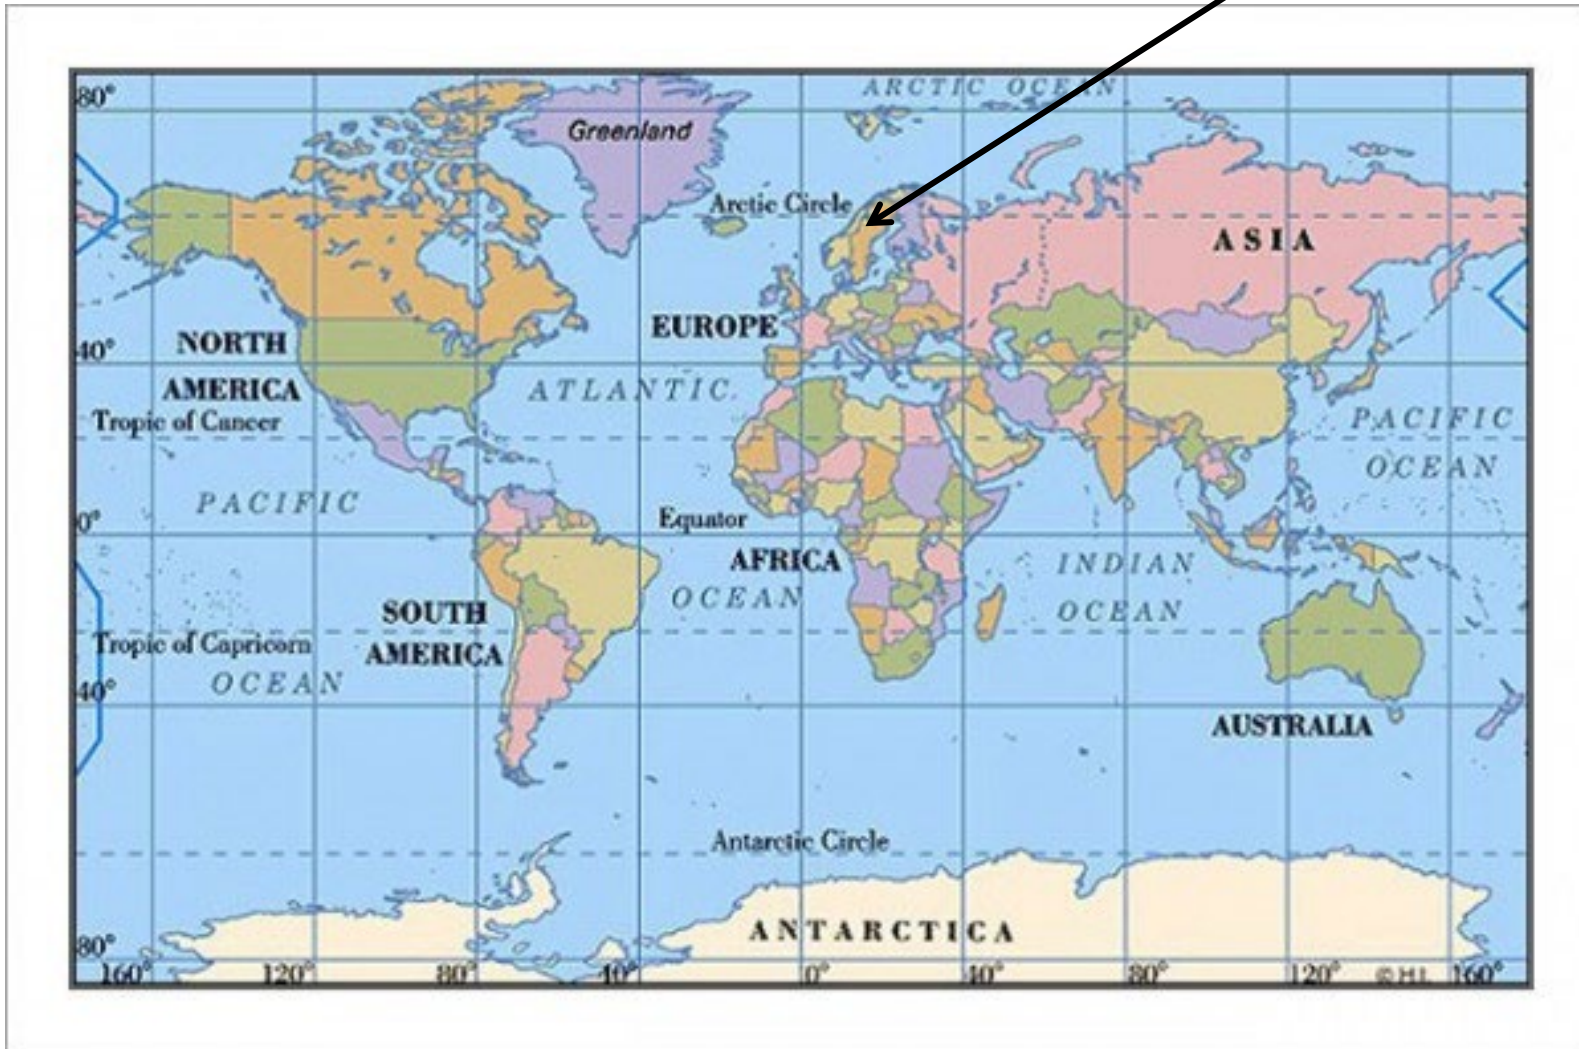 ARCTIC OCEAN
80°
Greenland
Arctic Circle
ASIA
EUROPE
NORTH
AMERICA
40°
ATLANTIC
Tropic of Cancer
PACIFIC
OCEAN
PACIFIC
0°
Equator
AFRICA
INDIAN
OCEAN
OCEAN
SOUTH
AMERICA
Tropic of Capricorn
OCEAN
40°
AUSTRALIA
Antarctic Circle
ANTARCTICA
80°
160° 120° 80° 40° 0° 40° 80° 120° © H.I. 160°